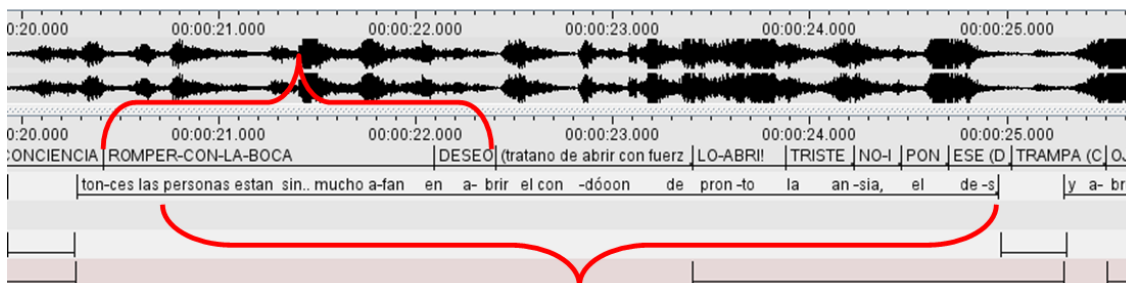 0:20.000 00:00:21.000 00:00:22.000 00:00:23.000 00:00:24.000 00:00:25.000
0:20.000 00:00:21.000 00:00:22.000 00:00:23.000 00:00:24.000 00:00:25.000
CONCIENCIA ROMPER-CON-LA-BOCA DESEO (tratano de abrir con fuerz LO-ABRI! TRISTE NO-I PON ESE (D TRAMPA (C OJ
ton-ces las personas estan sin.. mucho a-fan en a- brir el con -dóoon de pron -to la an -sia, el de -s y a- br